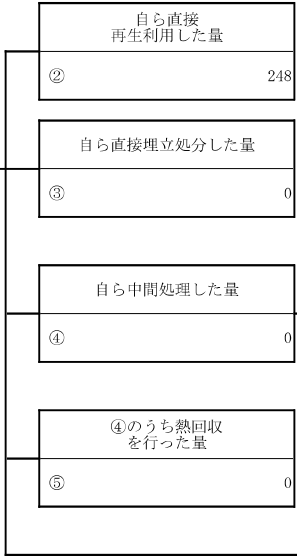 自ら直接
再生利用した量
② 248
自ら直接埋立処分した量
③ 0
自ら中間処理した量
④ 0
④のうち熱回収
を行った量
⑤ 0